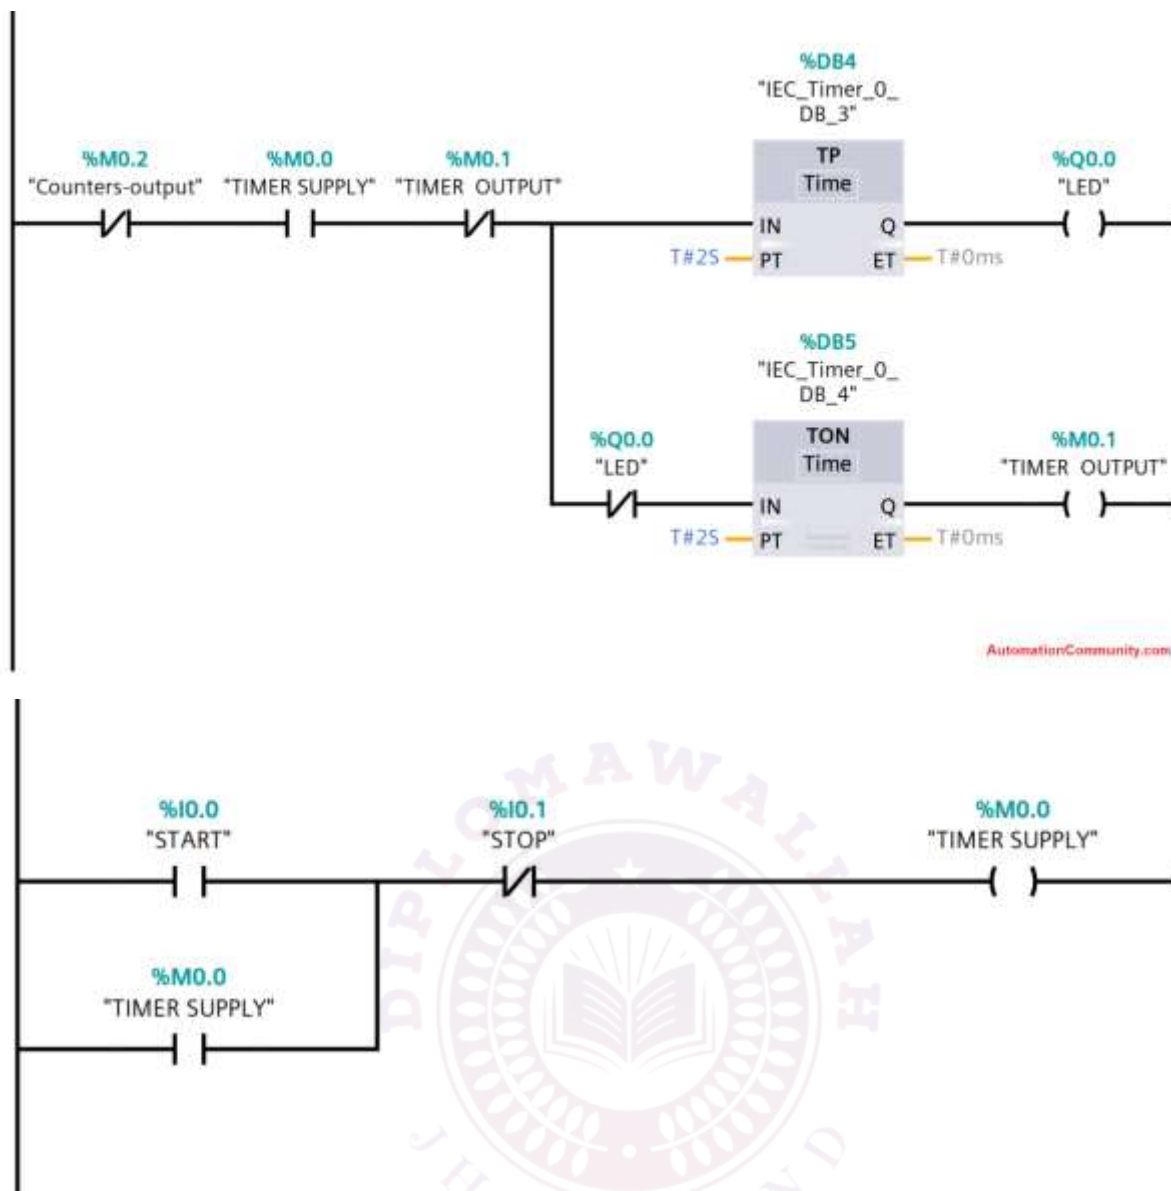 %DB4
"IEC_Timer_0_
DB_3"
%M0.2 %M0.0 %M0.1 TP %Q0.0
"Counters-output" "TIMER SUPPLY" "TIMER OUTPUT" Time "LED"
IN Q
T#2S PT ET T#0ms
%DB5
"IEC_Timer_0_
DB_4"
%Q0.0 TON %M0.1
"LED" Time "TIMER OUTPUT"
IN Q
T#2S PT ET T#0ms
AutomationCommunity.com
%I0.0 %I0.1 %M0.0
"START" "STOP" "TIMER SUPPLY"
%M0.0
"TIMER SUPPLY"
DIPLOMAWALLAH